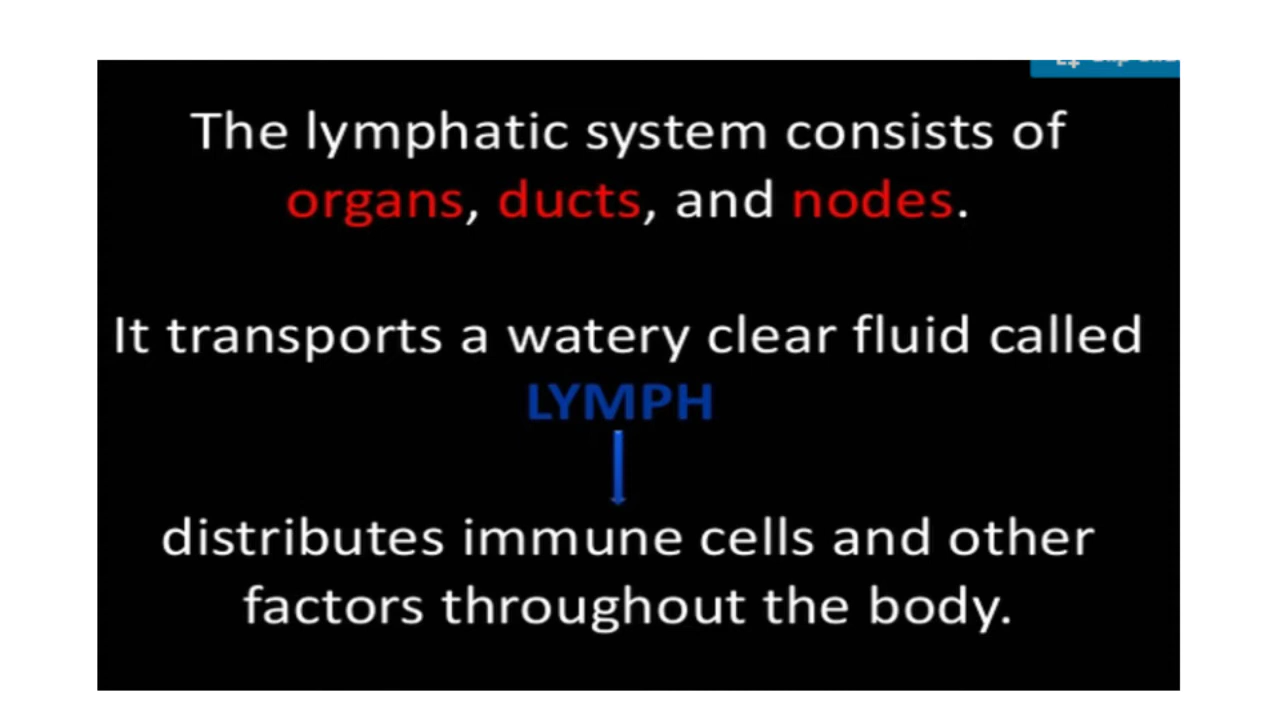 The lymphatic system consists of
organs, ducts, and nodes.
It transports a watery clear fluid called
LYMPH
distributes immune cells and other
factors throughout the body.